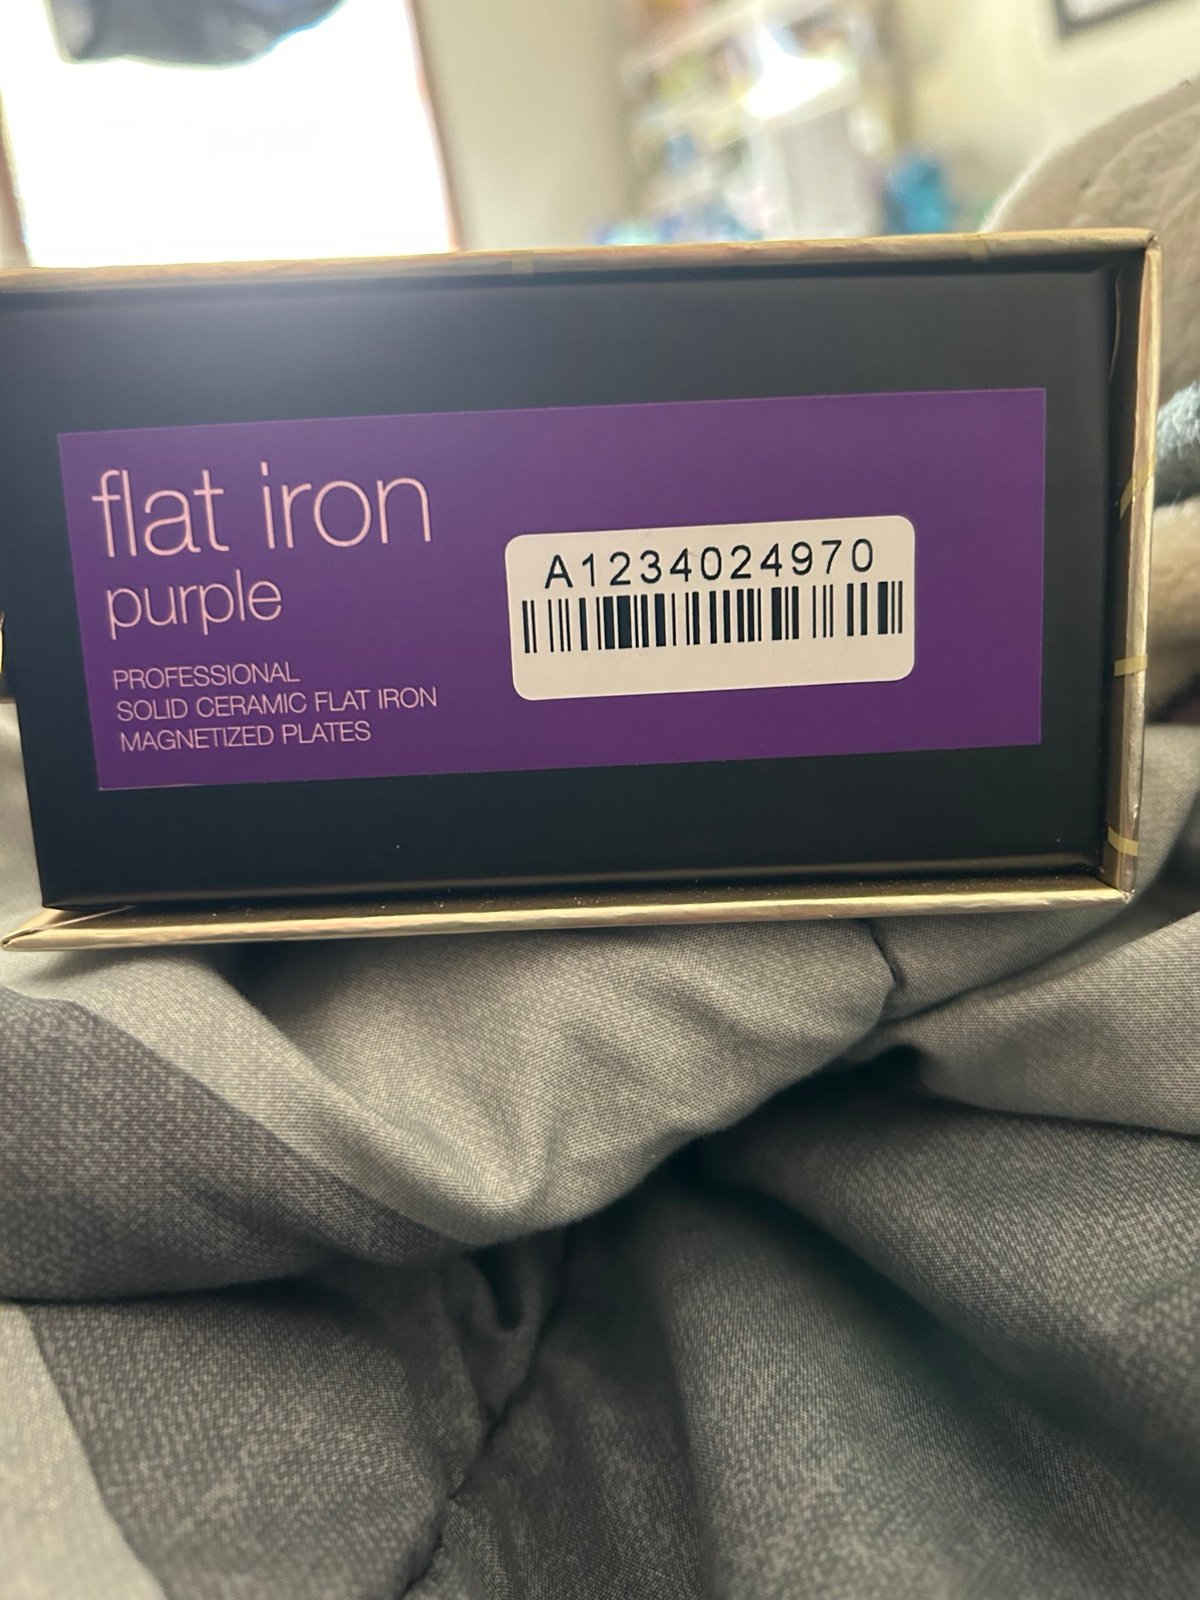 flat iron
purple
PROFESSIONAL
SOLID CERAMIC FLAT IRON
MAGNETIZED PLATES
A1234024970